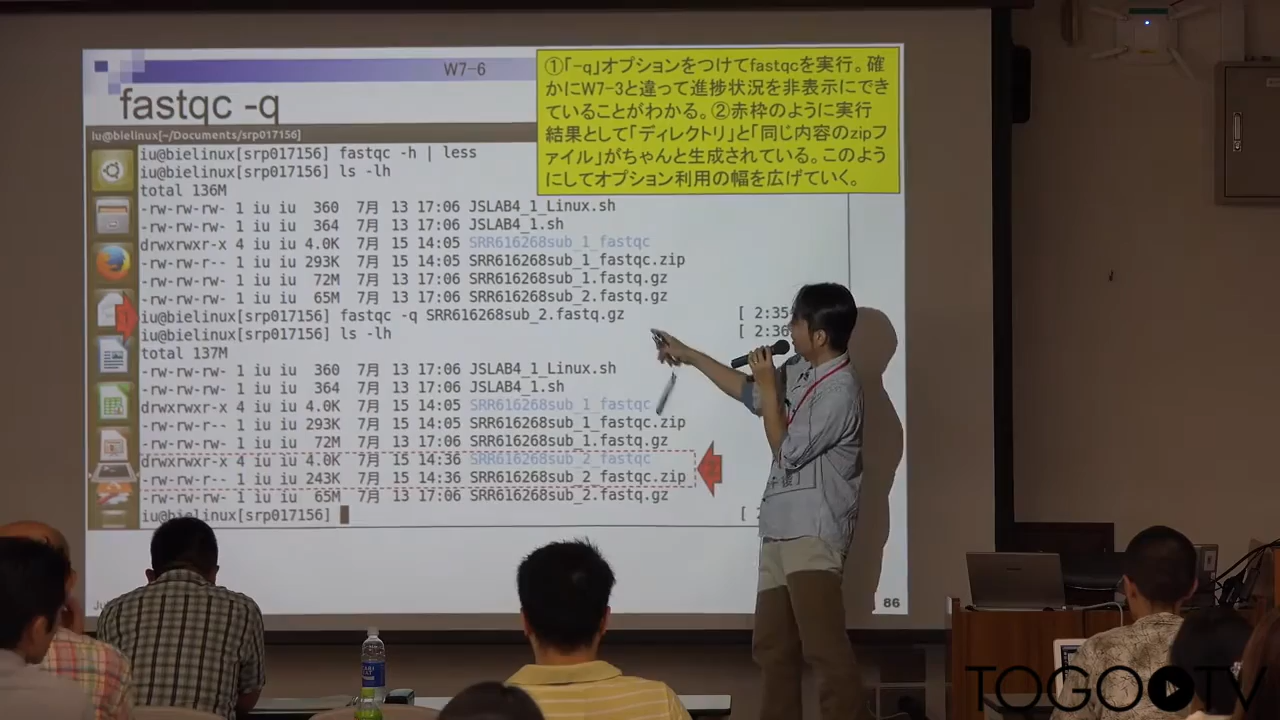 W7-6
fastqc -q
①「-q」オプションをつけてfastqcを実行。確
かにW7-3と違って進捗状況を非表示にでき
ていることがわかる。②赤枠のように実行
結果として「ディレクトリ」と「同じ内容のzipフ
ァイル」がちゃんと生成されている。このよう
にしてオプション利用の幅を広げていく。
iu@bielinux[~/Documents/srp017156]
iu@bielinux[srp017156] fastqc -h | less
iu@bielinux[srp017156] ls -lh
total 136M
-rw-rw-rw- 1 iu iu 360 7月 13 17:06 JSLAB4_1_Linux.sh
-rw-rw-rw- 1 iu iu 364 7月 13 17:06 JSLAB4_1.sh
drwxrwxr-x 4 iu iu 4.0K 7月 15 14:05 SRR616268sub_1_fastqc
-rw-rw-r-- 1 iu iu 293K 7月 15 14:05 SRR616268sub_1_fastqc.zip
-rw-rw-rw- 1 iu iu 72M 7月 13 17:06 SRR616268sub_1.fastq.gz
-rw-rw-rw- 1 iu iu 65M 7月 13 17:06 SRR616268sub_2.fastq.gz
iu@bielinux[srp017156] fastqc -q SRR616268sub_2.fastq.gz [ 2:35
iu@bielinux[srp017156] ls -lh [ 2:36
total 137M
-rw-rw-rw- 1 iu iu 360 7月 13 17:06 JSLAB4_1_Linux.sh
-rw-rw-rw- 1 iu iu 364 7月 13 17:06 JSLAB4_1.sh
drwxrwxr-x 4 iu iu 4.0K 7月 15 14:05 SRR616268sub_1_fastqc
-rw-rw-r-- 1 iu iu 293K 7月 15 14:05 SRR616268sub_1_fastqc.zip
-rw-rw-rw- 1 iu iu 72M 7月 13 17:06 SRR616268sub_1.fastq.gz
drwxrwxr-x 4 iu iu 4.0K 7月 15 14:36 SRR616268sub_2_fastqc
-rw-rw-r-- 1 iu iu 243K 7月 15 14:36 SRR616268sub_2_fastqc.zip
-rw-rw-rw- 1 iu iu 65M 7月 13 17:06 SRR616268sub_2.fastq.gz
iu@bielinux[srp017156] [
86
TOGOTV